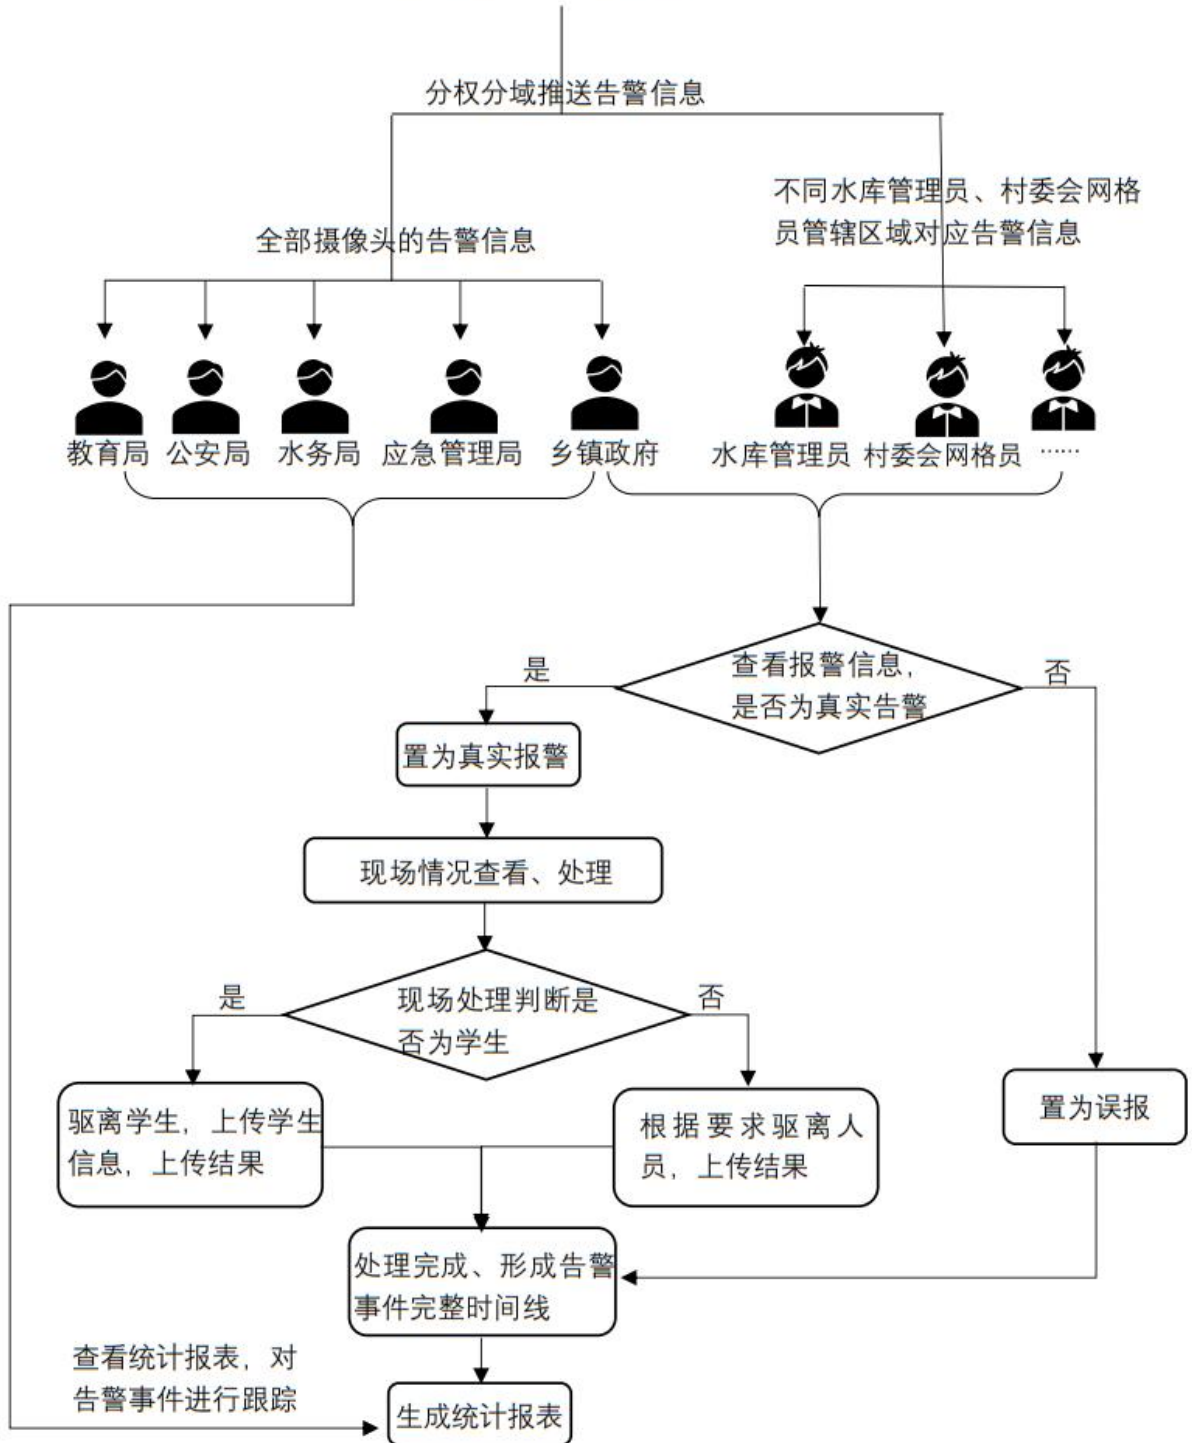 分权分域推送告警信息
不同水库管理员、村委会网格
员管辖区域对应告警信息
全部摄像头的告警信息
教育局
公安局
水务局
应急管理局
乡镇政府
水库管理员
村委会网格员
......
查看报警信息,
是否为真实告警
是
否
置为真实报警
现场情况查看、处理
现场处理判断是
否为学生
是
否
驱离学生, 上传学生
信息, 上传结果
根据要求驱离人
员, 上传结果
置为误报
处理完成、形成告警
事件完整时间线
查看统计报表, 对
告警事件进行跟踪
生成统计报表